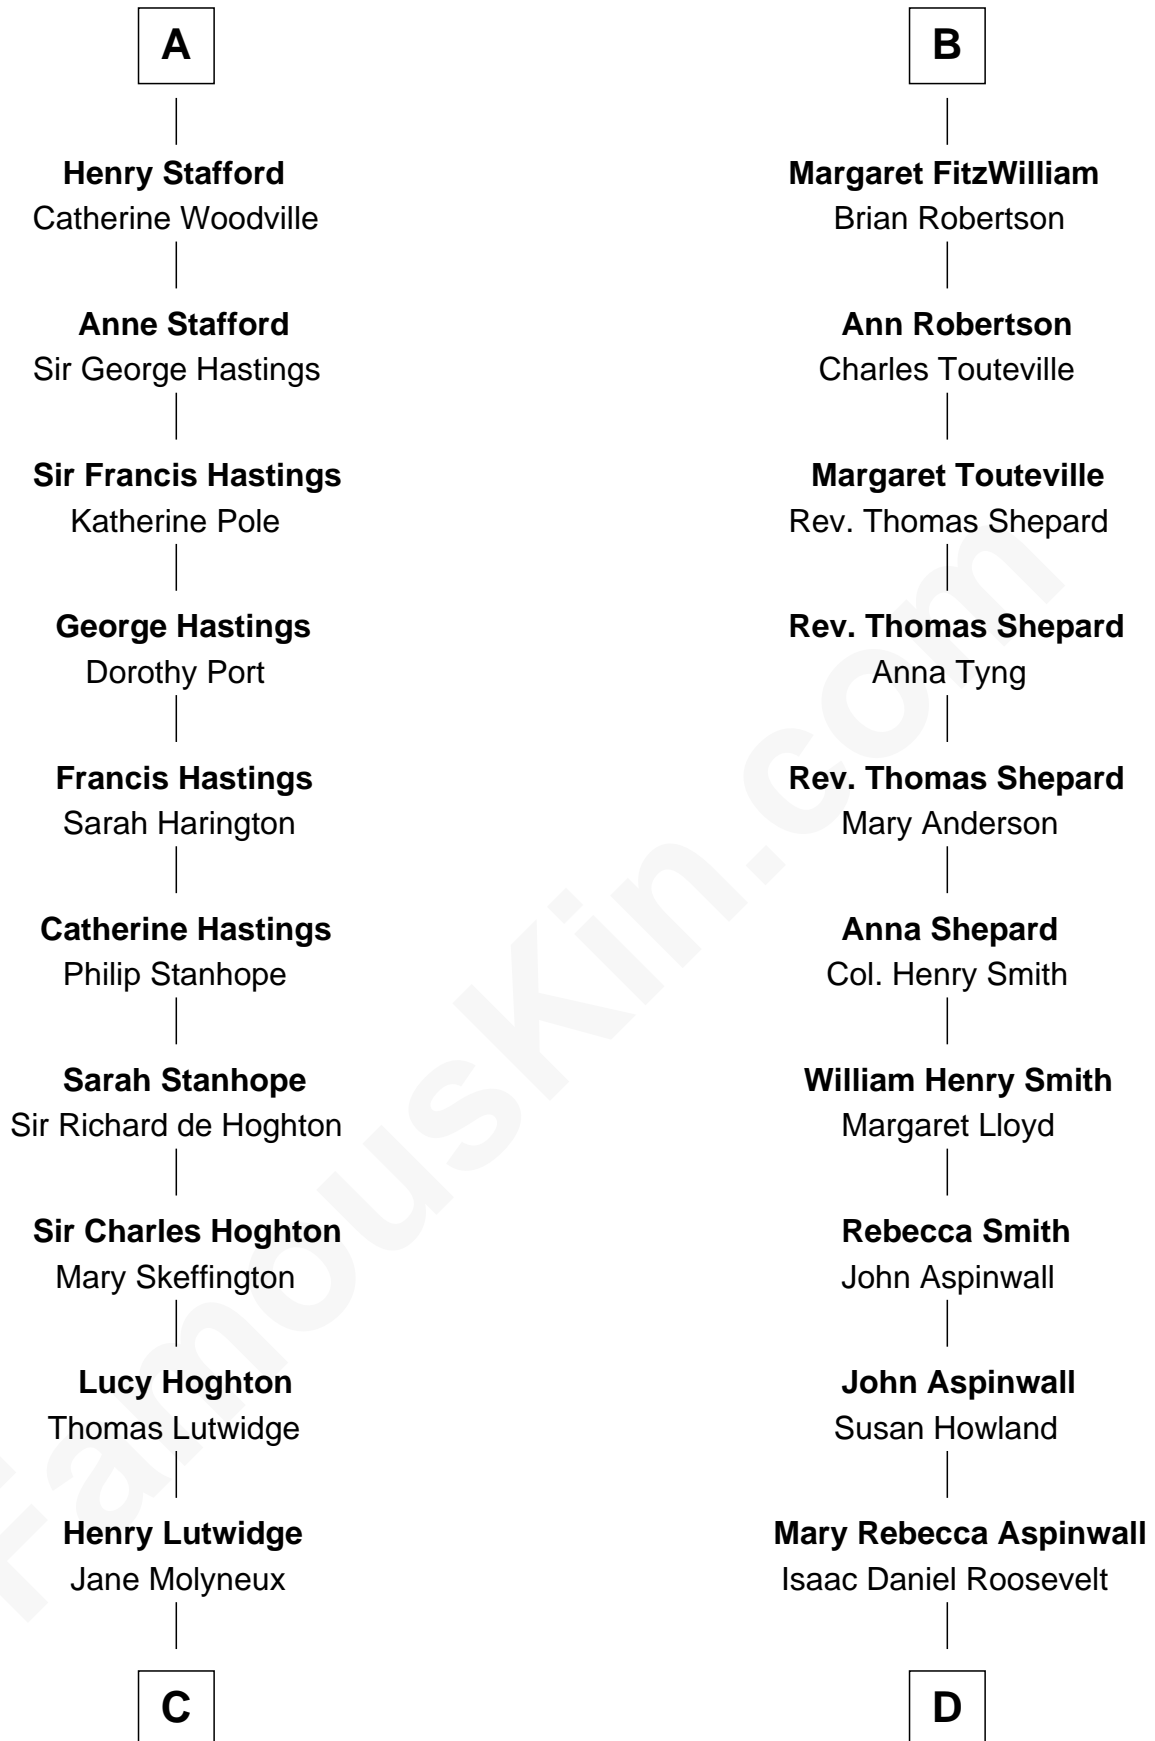 A
Henry Stafford
Catherine Woodville
Anne Stafford
Sir George Hastings
Sir Francis Hastings
Katherine Pole
George Hastings
Dorothy Port
Francis Hastings
Sarah Harington
Catherine Hastings
Philip Stanhope
Sarah Stanhope
Sir Richard de Hoghton
Sir Charles Hoghton
Mary Skeffington
Lucy Hoghton
Thomas Lutwidge
Henry Lutwidge
Jane Molyneux
C
B
Margaret FitzWilliam
Brian Robertson
Ann Robertson
Charles Touteville
Margaret Touteville
Rev. Thomas Shepard
Rev. Thomas Shepard
Anna Tyng
Rev. Thomas Shepard
Mary Anderson
Anna Shepard
Col. Henry Smith
William Henry Smith
Margaret Lloyd
Rebecca Smith
John Aspinwall
John Aspinwall
Susan Howland
Mary Rebecca Aspinwall
Isaac Daniel Roosevelt
D
FamousKin.com